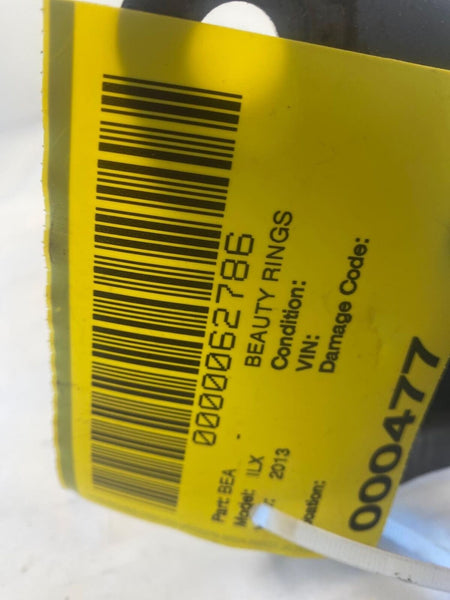 0000062786
BEAUTY RINGS
Condition:
VIN:
Damage Code:
Part: BEA
Model: ILX
2013
000477